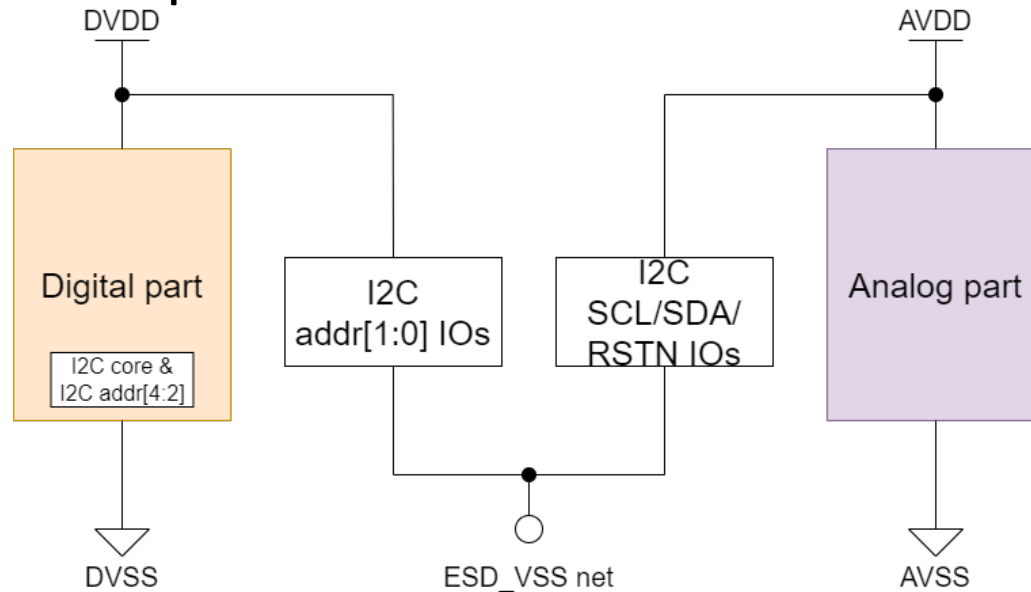 DVDD
AVDD
Digital part
I2C core &
I2C addr[4:2]
I2C
addr[1:0] IOs
I2C
SCL/SDA/
RSTN IOs
Analog part
DVSS
ESD_VSS net
AVSS